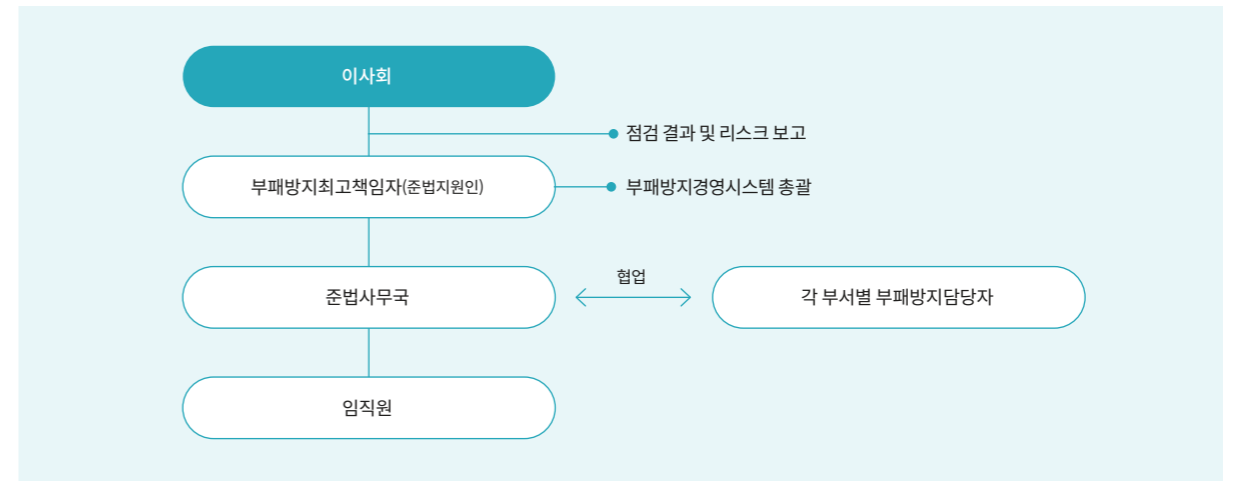 이사회
점검 결과 및 리스크 보고
부패방지최고책임자(준법지원인)
부패방지경영시스템 총괄
협업
준법사무국
각 부서별 부패방지담당자
임직원